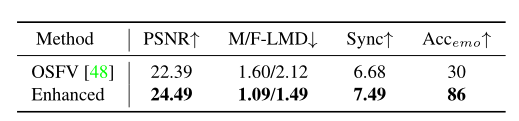 Method PSNR↑ M/F-LMD↓ Sync↑ Accemo↑
OSFV [48] 22.39 1.60/2.12 6.68 30
Enhanced 24.49 1.09/1.49 7.49 86